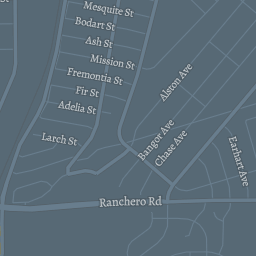 Mesquite St
Bodart St
Ash St
Mission St
Fremontia St
Alston Ave
Fir St
Adelia St
Larch St
Bangor Ave
Chase Ave
Earhart Ave
Ranchero Rd